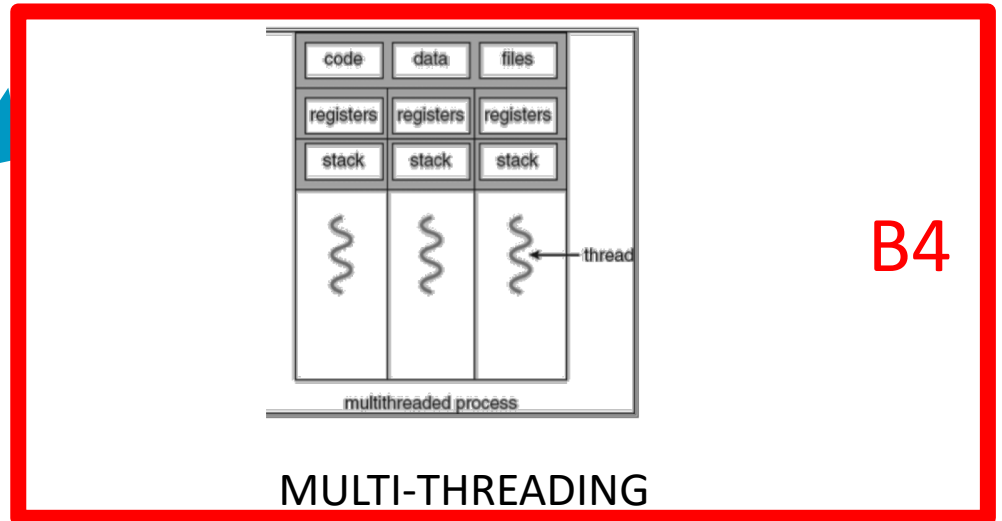 code data files
registers registers registers
stack stack stack
thread
B4
multithreaded process
MULTI-THREADING